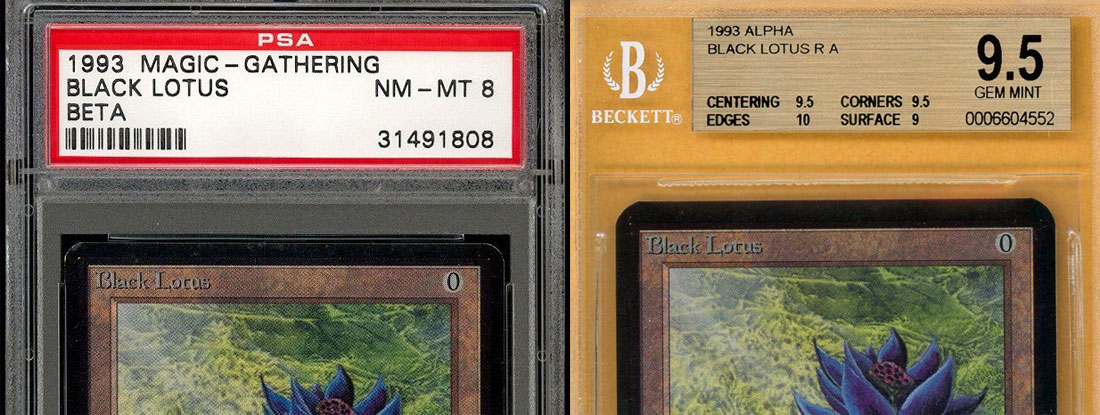 PSA
1993 MAGIC-GATHERING
BLACK LOTUS NM-MT 8
BETA
31491808
Black Lotus 0
B
BECKETT®
1993 ALPHA
BLACK LOTUS R A
9.5
GEM MINT
CENTERING 9.5 CORNERS 9.5
EDGES 10 SURFACE 9
0006604552
Black Lotus 0